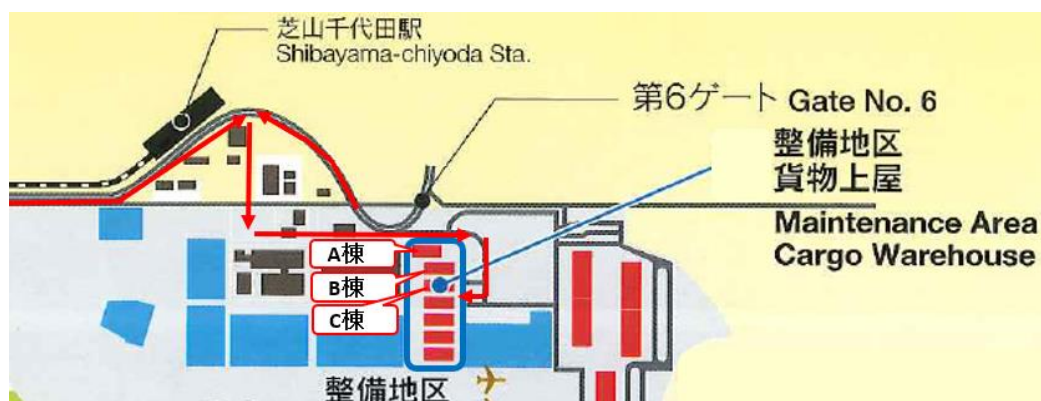 芝山千代田駅
Shibayama-chiyoda Sta.
第6ゲート Gate No. 6
整備地区
貨物上屋
Maintenance Area
Cargo Warehouse
A棟
B棟
C棟
整備地区